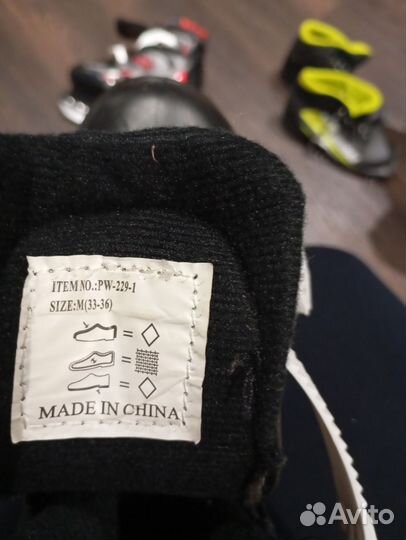 ITEM NO.:PW-229-1
SIZE:M(33-36)
=
=
=
MADE IN CHINA
Avito